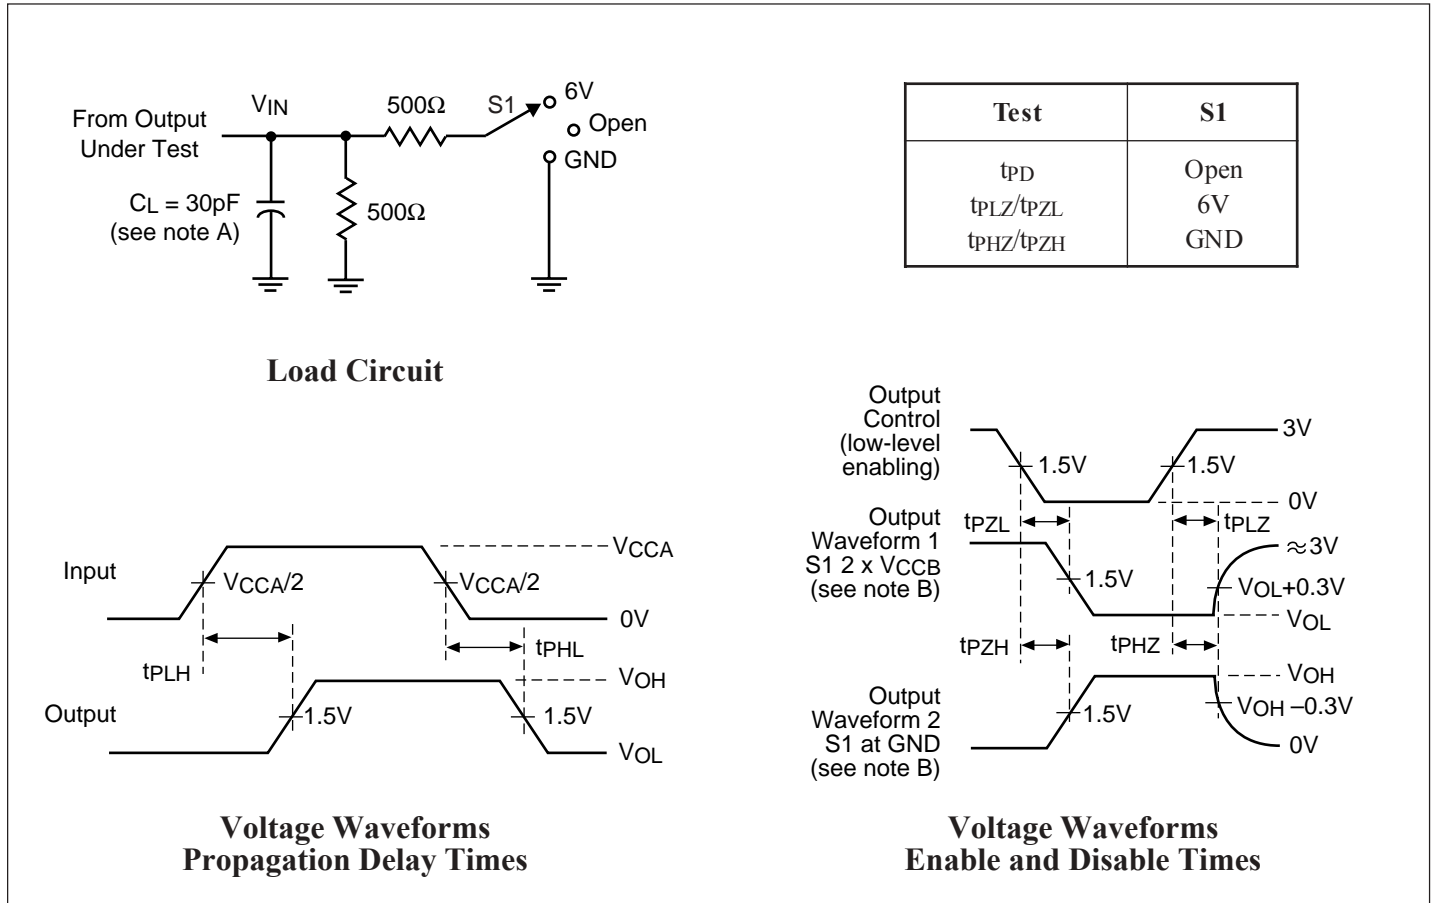 From Output
Under Test
VIN
500Ω
S1
6V
Open
GND
CL = 30pF
(see note A)
500Ω
Load Circuit
Test S1
tPD Open
tPLZ/tPZL 6V
tPHZ/tPZH GND
Input
VCCA/2
VCCA/2
VCCA
0V
tPLH
tPHL
Output
1.5V
1.5V
VOH
VOL
Voltage Waveforms
Propagation Delay Times
Output
Control
(low-level
enabling)
1.5V
1.5V
3V
0V
Output
Waveform 1
S1 2 x VCCB
(see note B)
tPZL
tPLZ
1.5V
≈3V
VOL+0.3V
VOL
tPZH
tPHZ
Output
Waveform 2
S1 at GND
(see note B)
1.5V
VOH
VOH –0.3V
0V
Voltage Waveforms
Enable and Disable Times